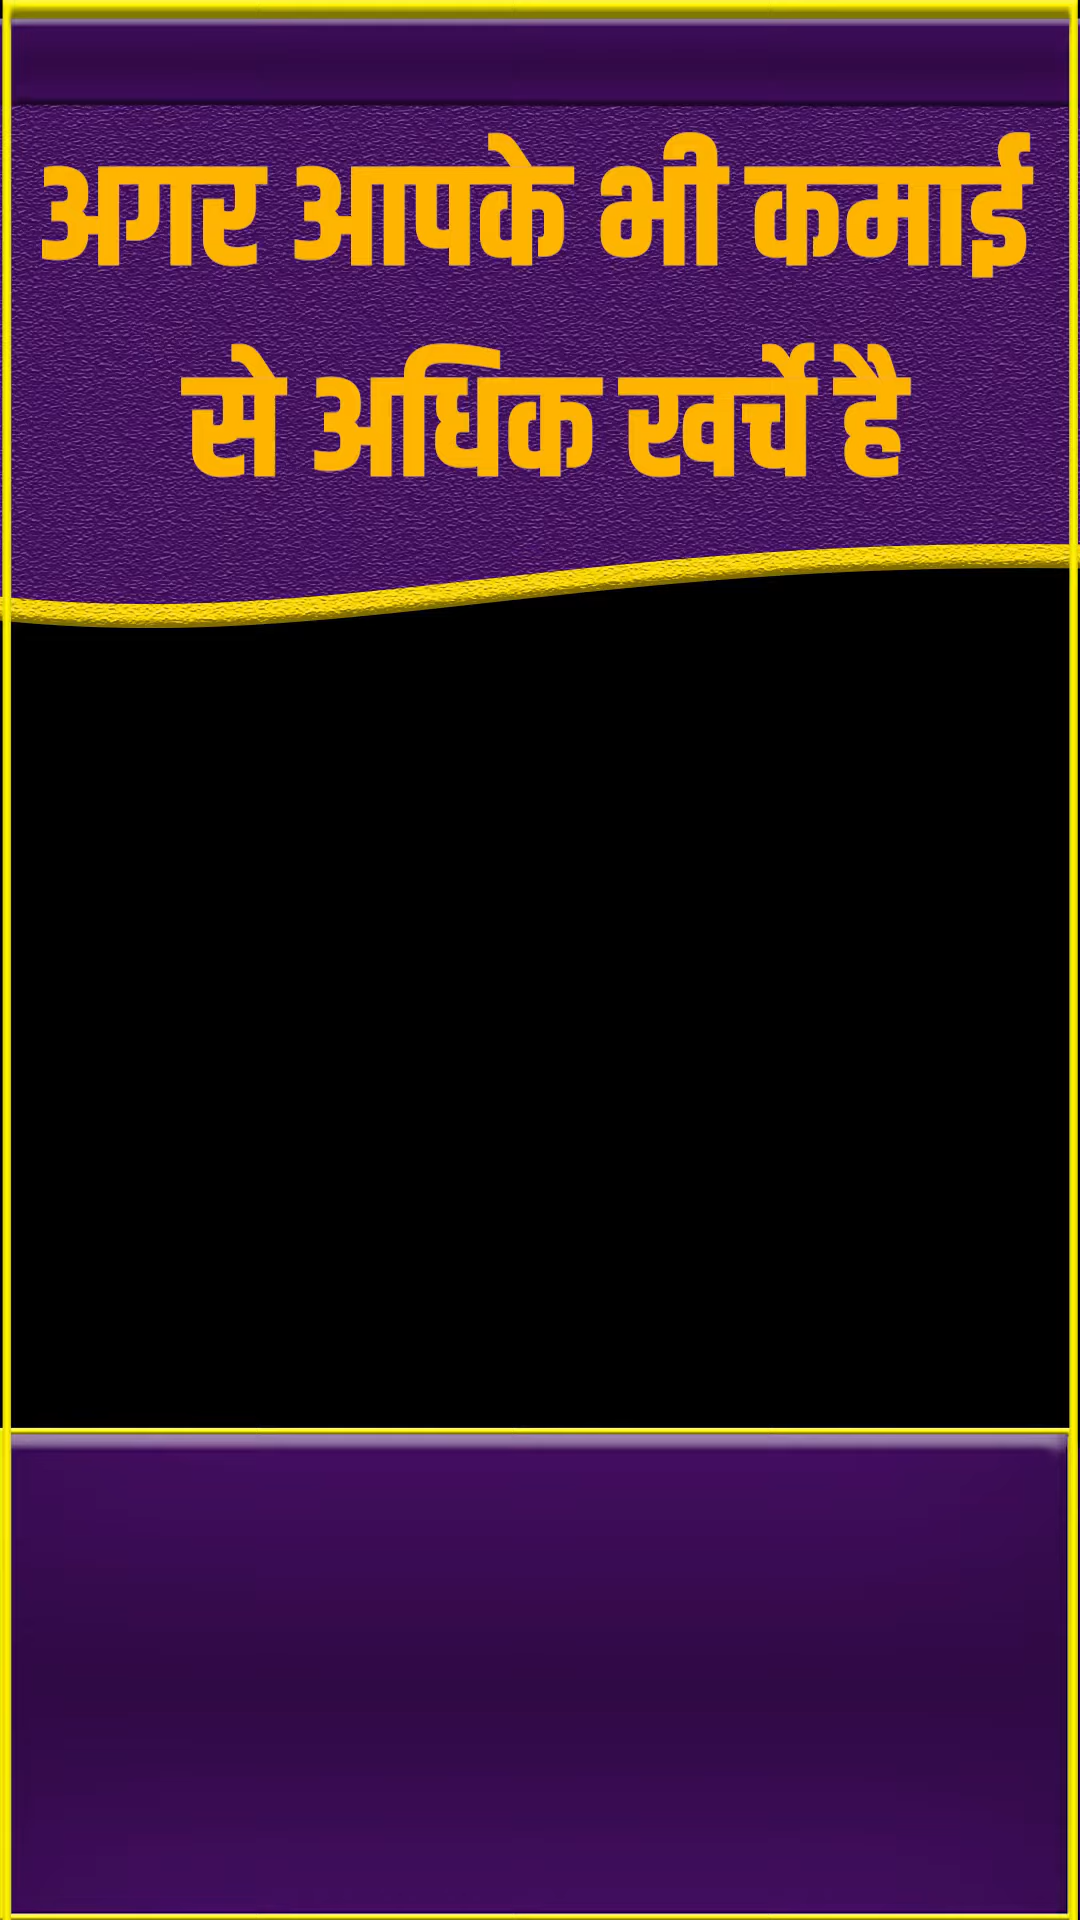 अगर आपके भी कमाई
से अधिक खर्चे है